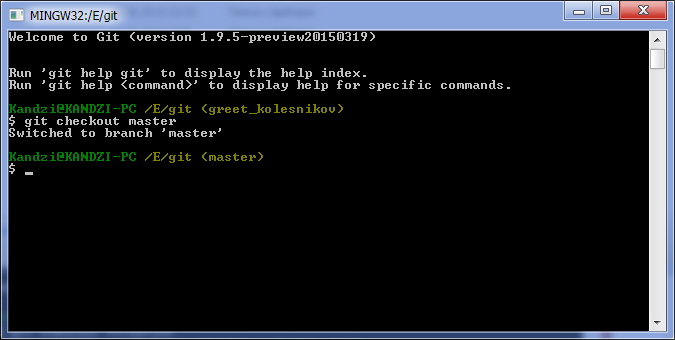 MINGW32:/E/git
Welcome to Git (version 1.9.5-preview20150319)
Run 'git help git' to display the help index.
Run 'git help <command>' to display help for specific commands.
Kandzi@KANDZI-PC /E/git (greet_kolesnikov)
$ git checkout master
Switched to branch 'master'
Kandzi@KANDZI-PC /E/git (master)
$ _